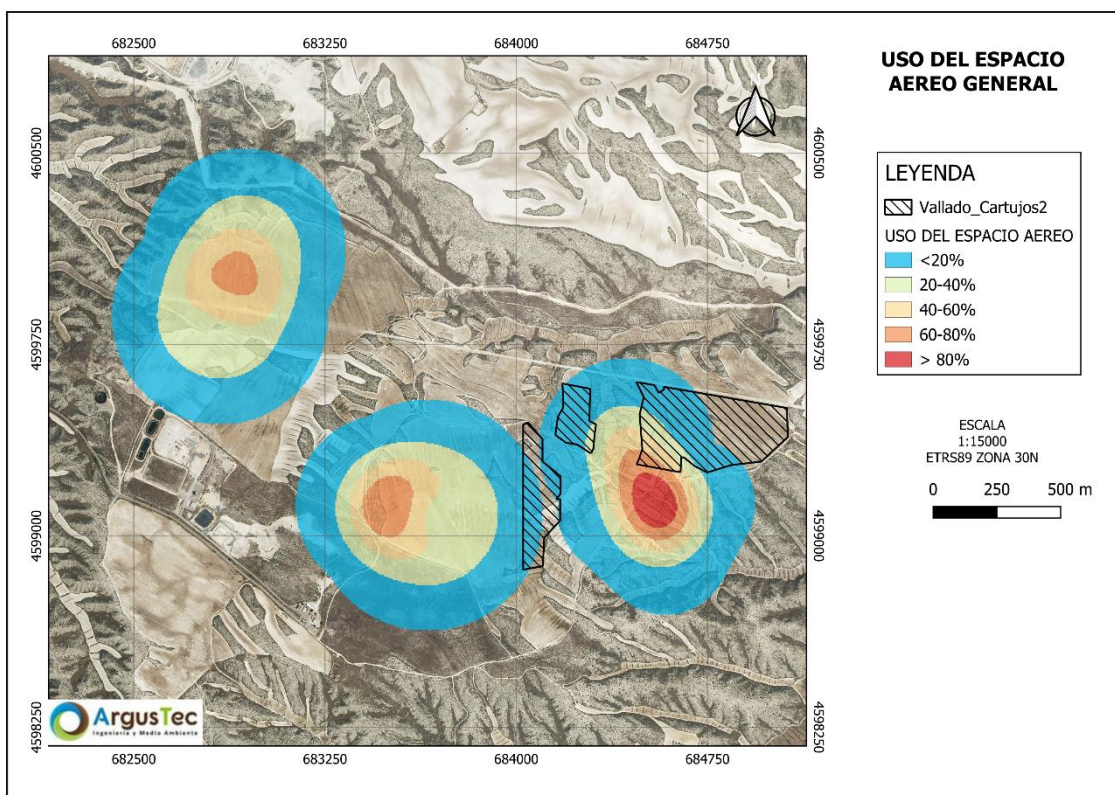 USO DEL ESPACIO
AEREO GENERAL
682500 683250 684000 684750
4600500 4600500
4599750 4599750
4599000 4599000
4598250 4598250
682500 683250 684000 684750
LEYENDA
Vallado_Cartujos2
USO DEL ESPACIO AEREO
<20%
20-40%
40-60%
60-80%
> 80%
ESCALA
1:15000
ETRS89 ZONA 30N
0 250 500 m
ArgusTec
Ingeniería y Medio Ambiente